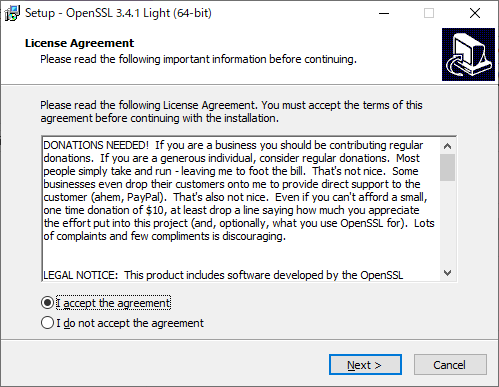 Setup - OpenSSL 3.4.1 Light (64-bit)
License Agreement
Please read the following important information before continuing.
Please read the following License Agreement. You must accept the terms of this
agreement before continuing with the installation.
DONATIONS NEEDED!  If you are a business you should be contributing regular
donations.  If you are a generous individual, consider regular donations.  Most
people simply take and run - leaving me to foot the bill.  That's not nice.  Some
businesses even drop their customers onto me to provide direct support to the
customer (ahem, PayPal).  That's also not nice.  Even if you can't afford a small,
one time donation of $10, at least drop a line saying how much you appreciate
the effort put into this project (and, optionally, what you use OpenSSL for).  Lots
of complaints and few compliments is discouraging.
LEGAL NOTICE:  This product includes software developed by the OpenSSL
I accept the agreement
I do not accept the agreement
Next >
Cancel